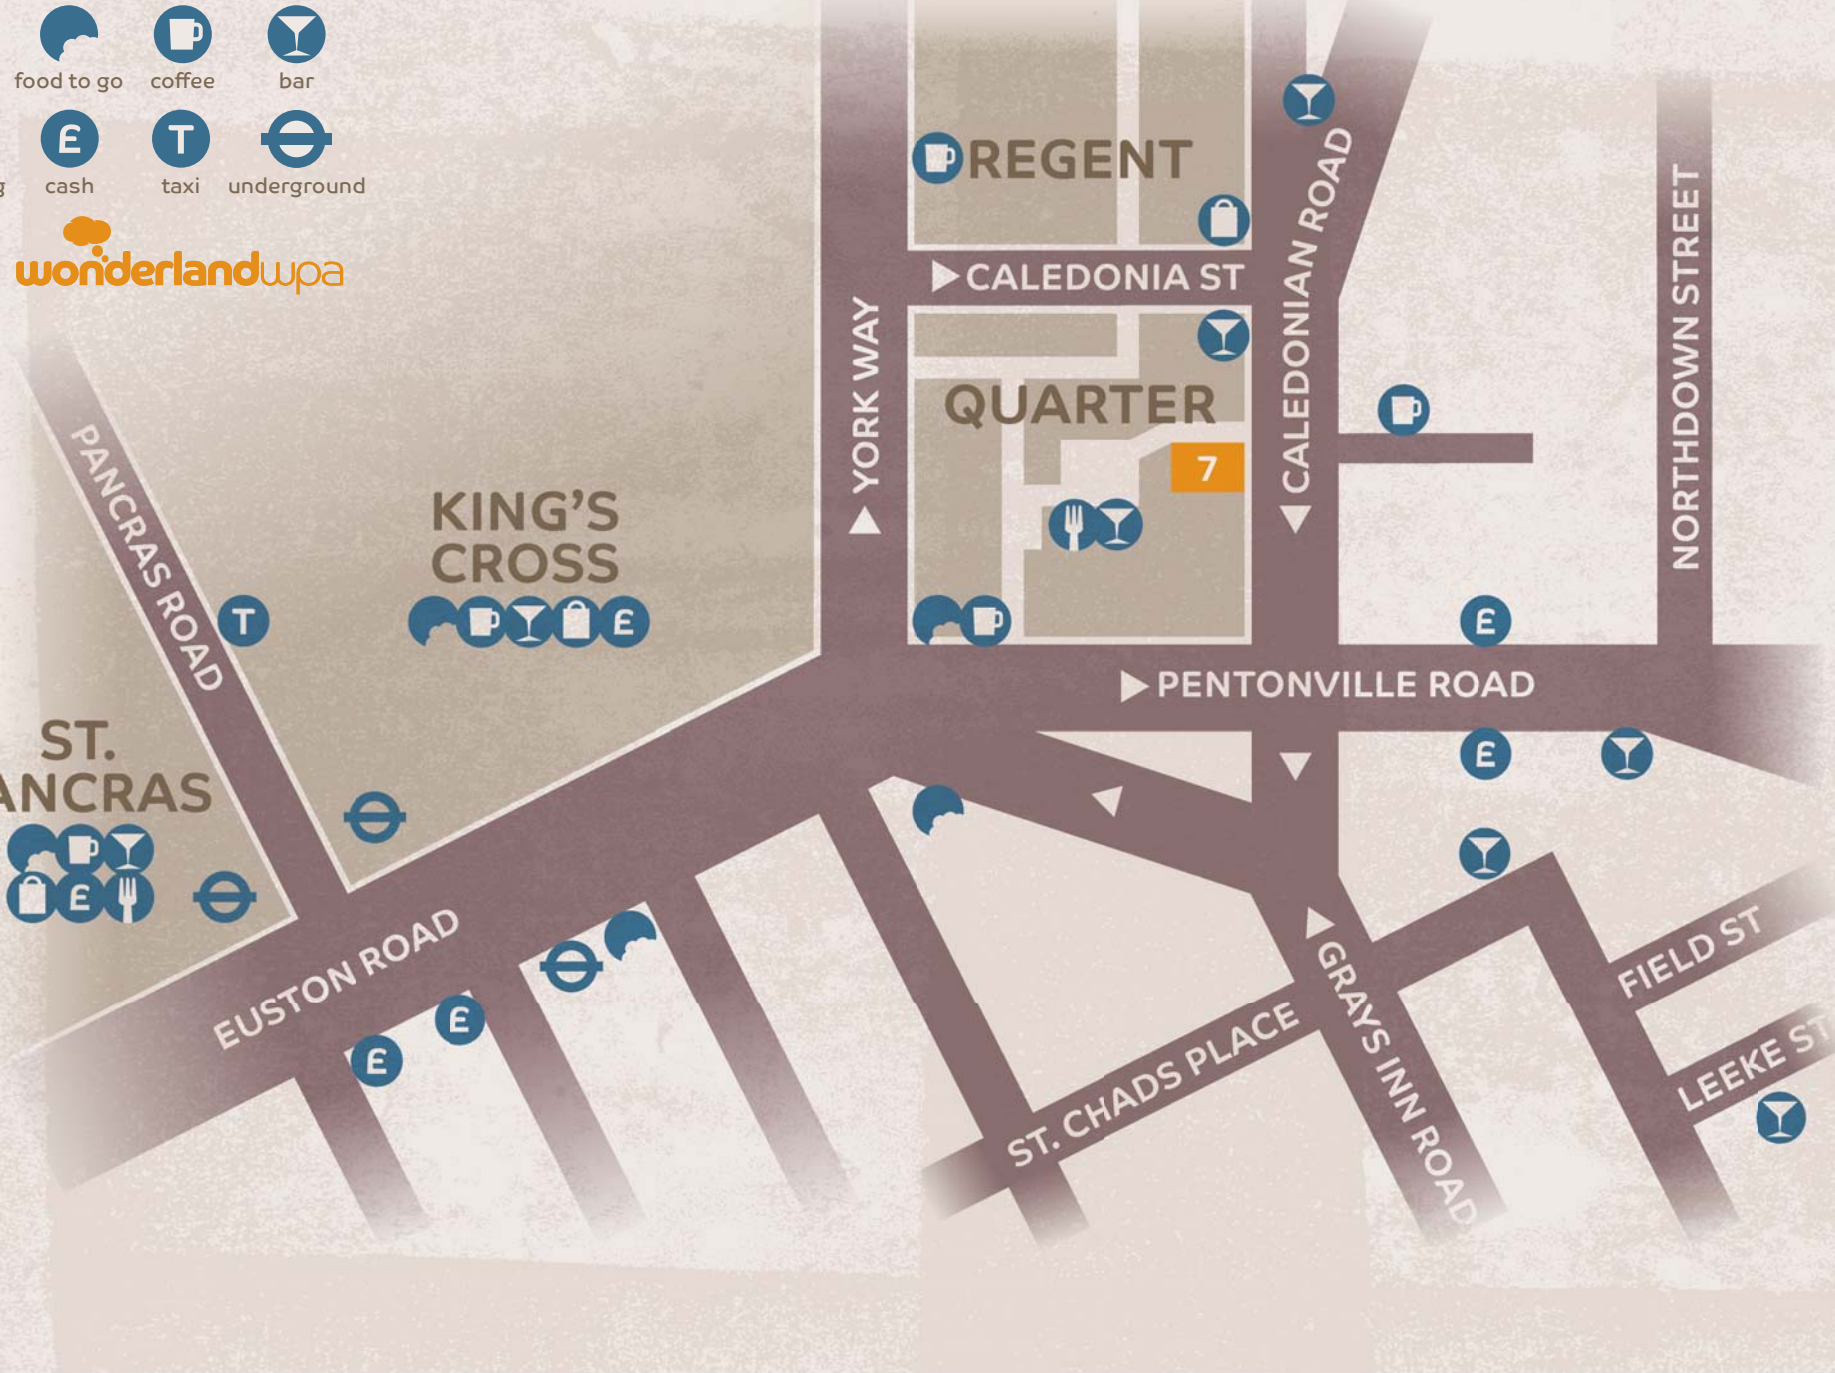 food to go
coffee
bar
£
T
cash
taxi
underground
wonderlandwpa
REGENT
CALEDONIA ST
CALEDONIAN ROAD
NORTHDOWN STREET
YORK WAY
QUARTER
7
PANCRAS ROAD
KING'S
CROSS
T
£
£
PENTONVILLE ROAD
ST.
ANCRAS
£
£
EUSTON ROAD
£
£
FIELD ST
GRAYS INN ROAD
ST. CHADS PLACE
LEEKE ST